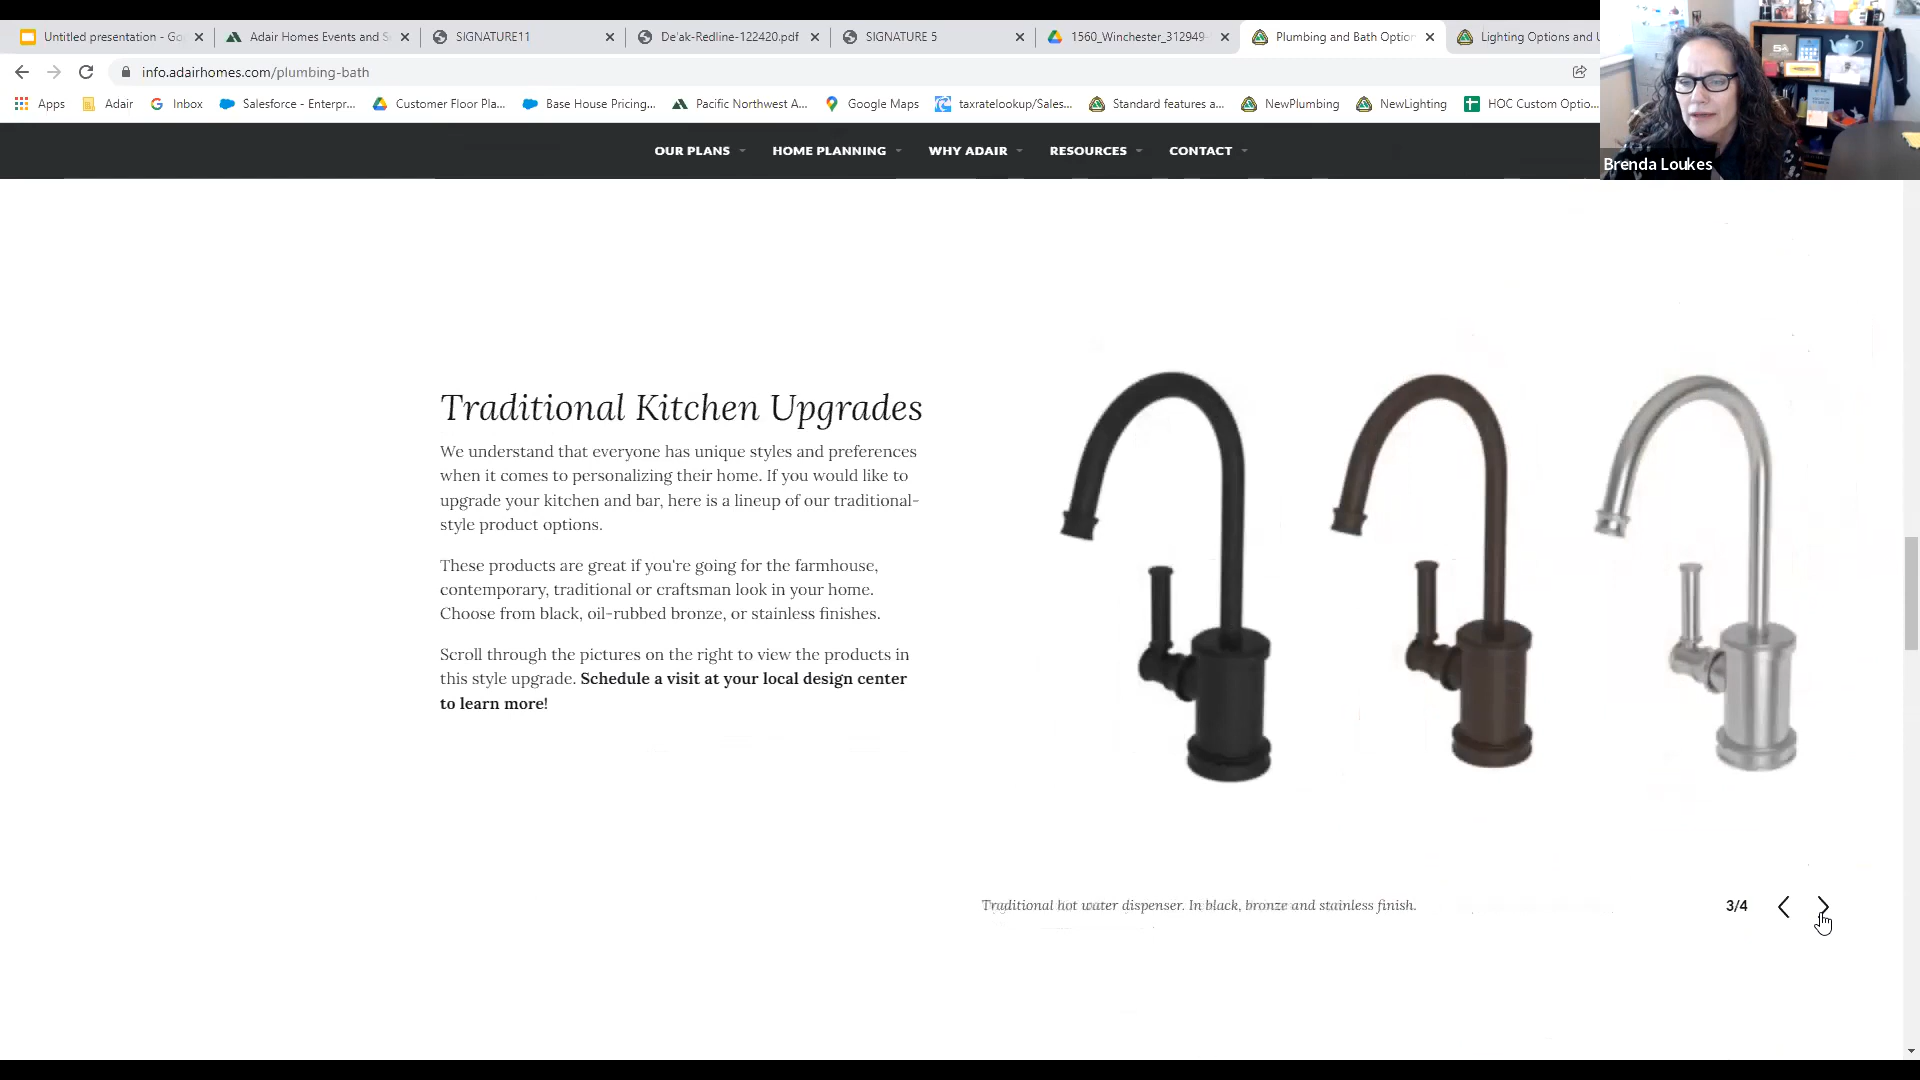 Untitled presentation - Go
Adair Homes Events and S
SIGNATURE11
De'ak-Redline-122420.pdf
SIGNATURE 5
1560_Winchester_312949-
Plumbing and Bath Option
Lighting Options and U
info.adairhomes.com/plumbing-bath
Apps
Adair
Inbox
Salesforce - Enterpr...
Customer Floor Pla...
Base House Pricing...
Pacific Northwest A...
Google Maps
taxratelookup/Sales...
Standard features a...
NewPlumbing
NewLighting
HOC Custom Optio...
OUR PLANS
HOME PLANNING
WHY ADAIR
RESOURCES
CONTACT
Brenda Loukes
Traditional Kitchen Upgrades
We understand that everyone has unique styles and preferences
when it comes to personalizing their home. If you would like to
upgrade your kitchen and bar, here is a lineup of our traditional-
style product options.
These products are great if you're going for the farmhouse,
contemporary, traditional or craftsman look in your home.
Choose from black, oil-rubbed bronze, or stainless finishes.
Scroll through the pictures on the right to view the products in
this style upgrade. Schedule a visit at your local design center
to learn more!
Traditional hot water dispenser. In black, bronze and stainless finish.
3/4